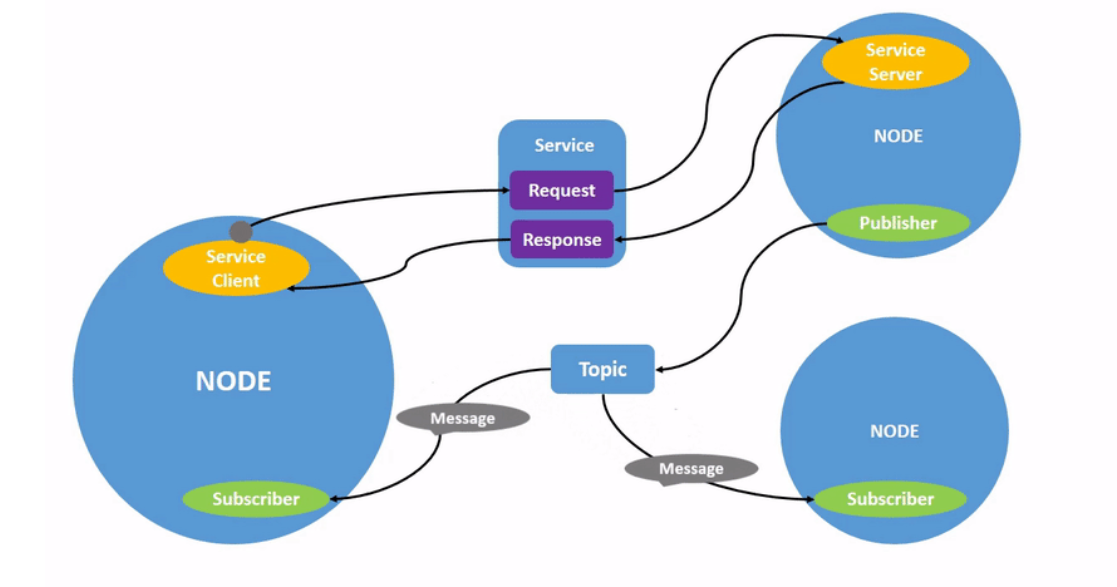 Service
Server
NODE
Publisher
Service
Request
Response
Service
Client
NODE
Subscriber
Topic
Message
Message
NODE
Subscriber